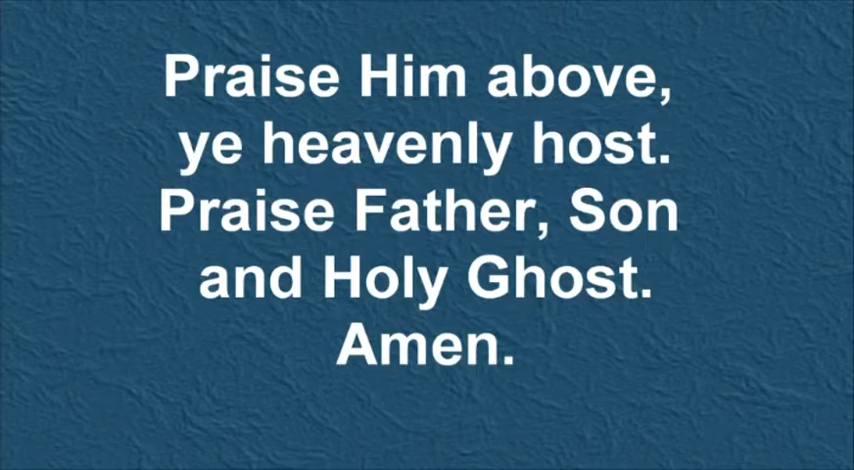 Praise Him above,
ye heavenly host.
Praise Father, Son
and Holy Ghost.
Amen.